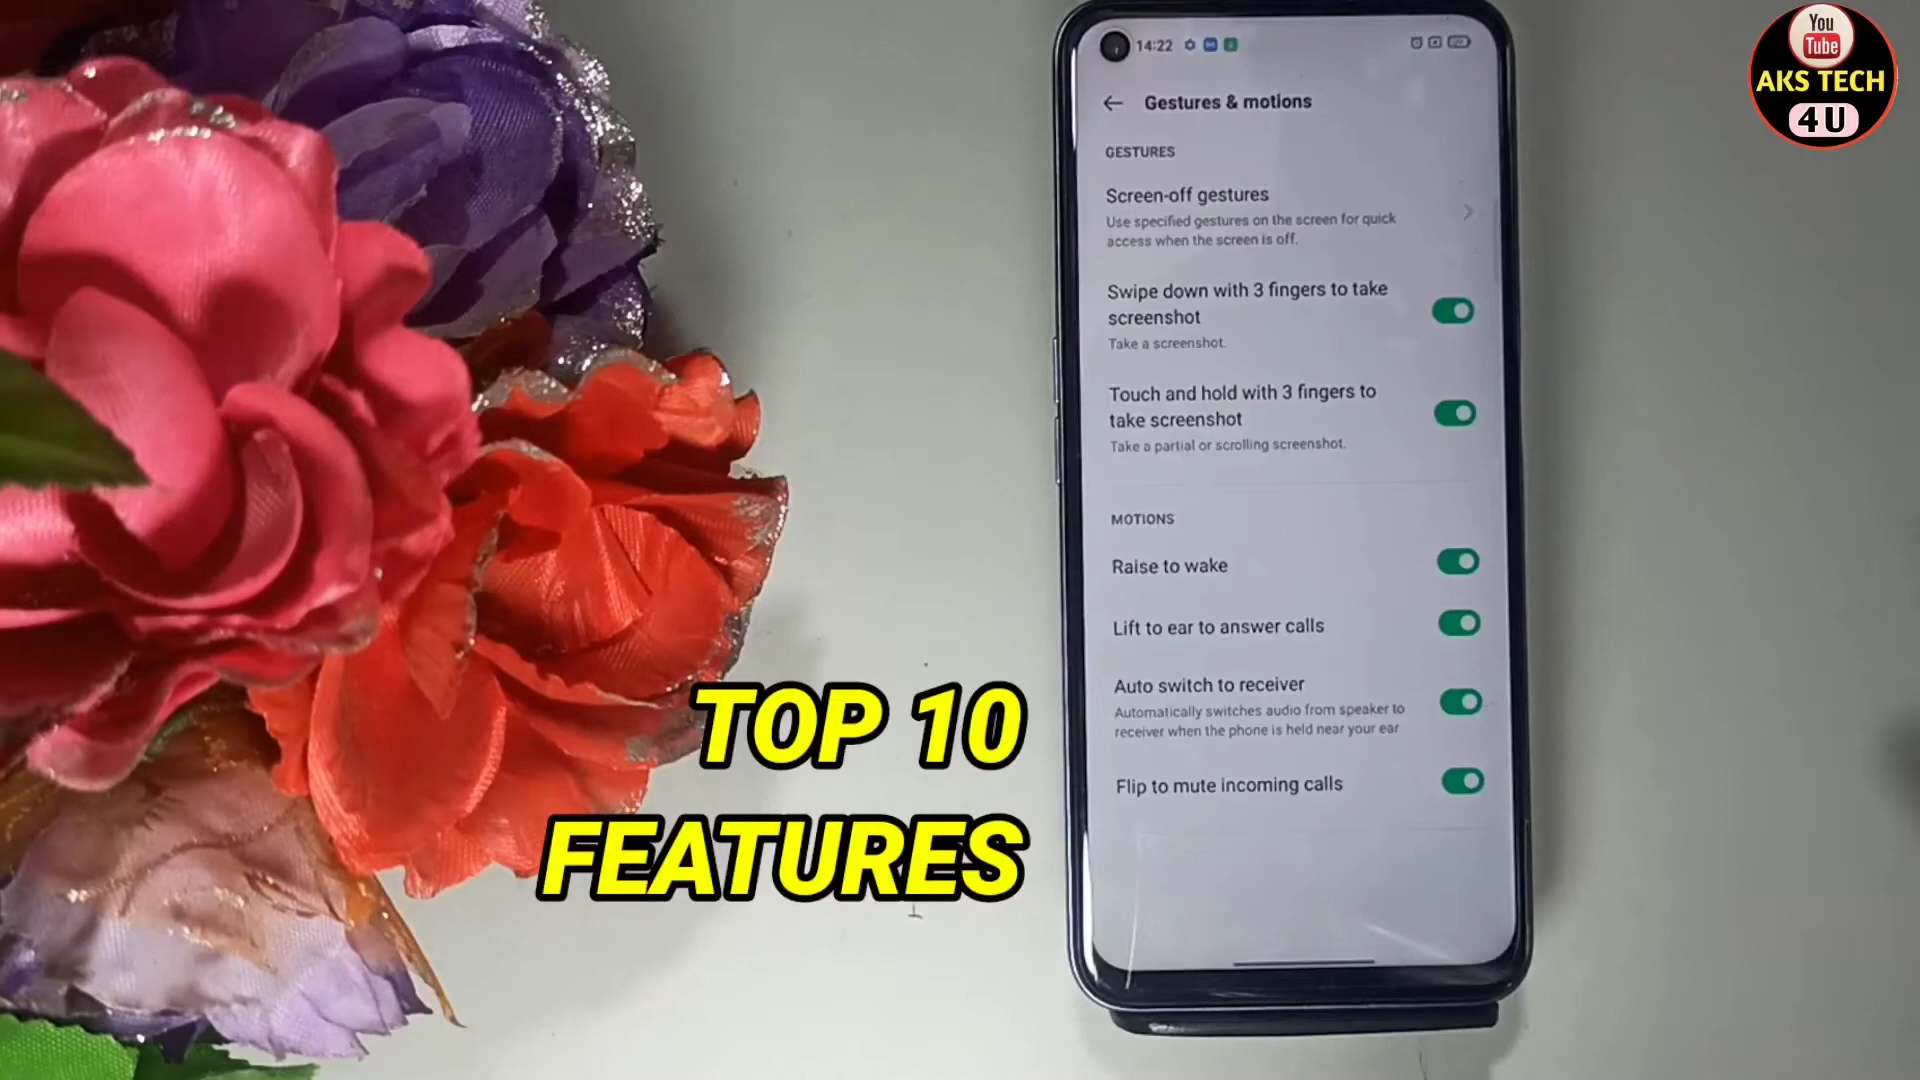 You
Tube
AKS TECH
4U
14:22
Gestures & motions
GESTURES
Screen-off gestures
Use specified gestures on the screen for quick
access when the screen is off.
Swipe down with 3 fingers to take
screenshot
Take a screenshot.
Touch and hold with 3 fingers to
take screenshot
Take a partial or scrolling screenshot.
MOTIONS
Raise to wake
Lift to ear to answer calls
Auto switch to receiver
Automatically switches audio from speaker to
receiver when the phone is held near your ear
Flip to mute incoming calls
TOP 10
FEATURES